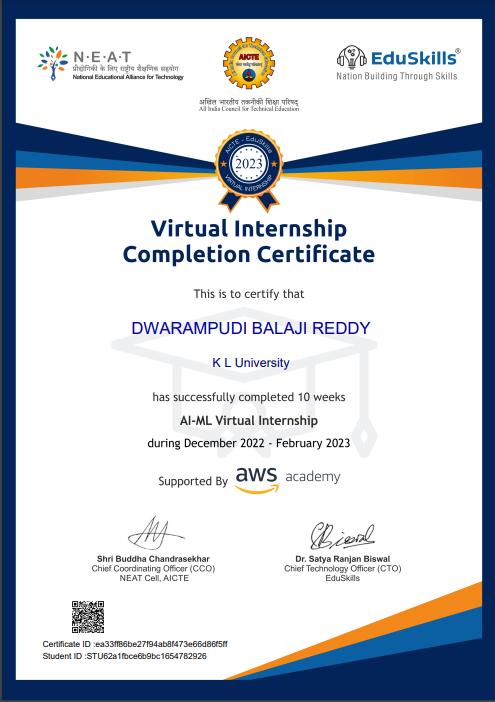 N·E·A·T
प्रौद्योगिकी के लिए राष्ट्रीय शैक्षणिक सहयोग
National Educational Alliance for Technology
AICTE
अखिल भारतीय तकनीकी शिक्षा परिषद्
All India Council for Technical Education
EduSkills®
Nation Building Through Skills
AICTE - EduSkills
2023
VIRTUAL INTERNSHIP
Virtual Internship
Completion Certificate
This is to certify that
DWARAMPUDI BALAJI REDDY
K L University
has successfully completed 10 weeks
AI-ML Virtual Internship
during December 2022 - February 2023
Supported By aws academy
Shri Buddha Chandrasekhar
Chief Coordinating Officer (CCO)
NEAT Cell, AICTE
Dr. Satya Ranjan Biswal
Chief Technology Officer (CTO)
EduSkills
Certificate ID :ea33ff86be27f94ab8f473e66d86f5ff
Student ID :STU62a1fbce6b9bc1654782926